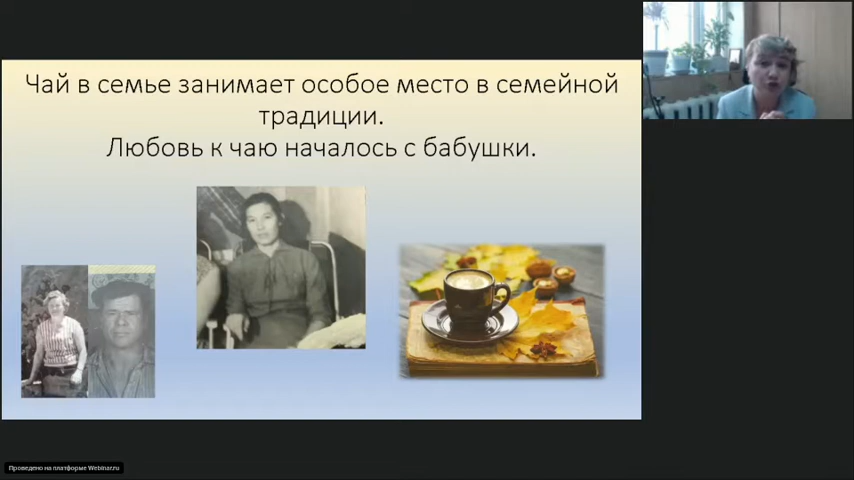 Чай в семье занимает особое место в семейной
традиции.
Любовь к чаю началось с бабушки.
Проведено на платформе Webinar.ru